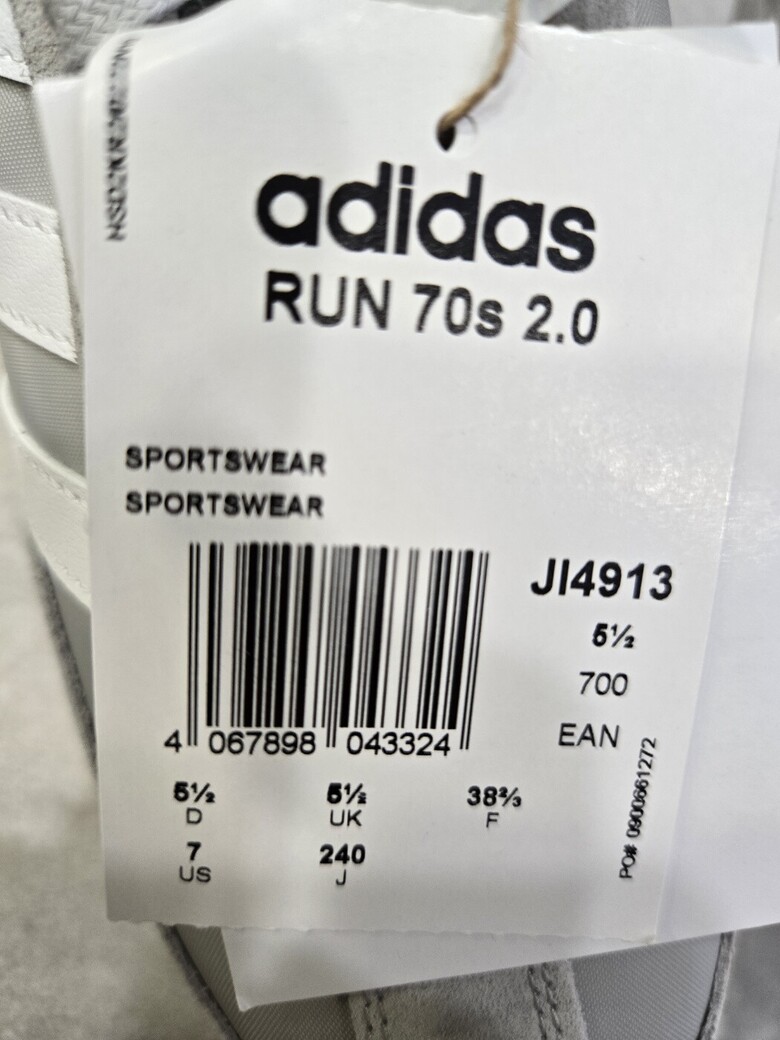 adidas
RUN 70s 2.0
SPORTSWEAR
SPORTSWEAR
JI4913
5½
700
EAN
4 067898 043324
5½ 5½ 38⅔
D UK F
7 240
US J
PO# 0900661272